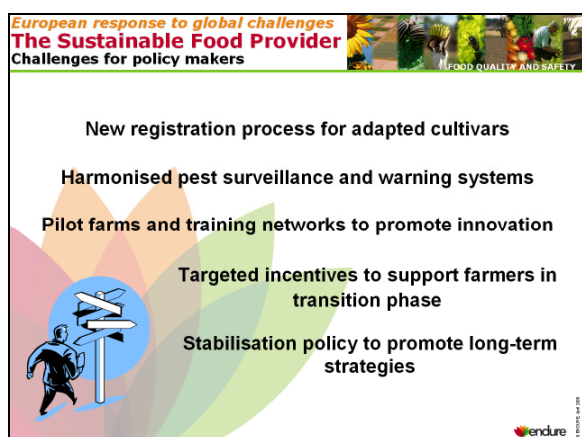 European response to global challenges
The Sustainable Food Provider
Challenges for policy makers
FOOD QUALITY AND SAFETY
New registration process for adapted cultivars
Harmonised pest surveillance and warning systems
Pilot farms and training networks to promote innovation
Targeted incentives to support farmers in
transition phase
Stabilisation policy to promote long-term
strategies
endure